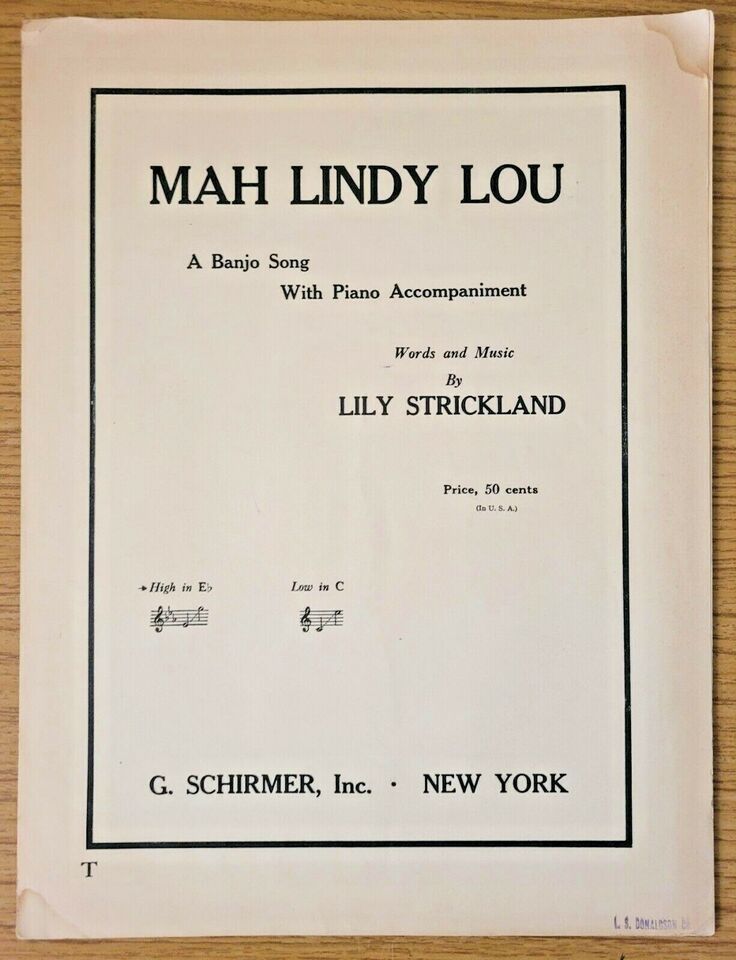 MAH LINDY LOU
A Banjo Song
With Piano Accompaniment
Words and Music
By
LILY STRICKLAND
Price, 50 cents
(In U. S. A.)
High in E♭
Low in C
G. SCHIRMER, Inc. · NEW YORK
T
L. S. DONALDSON